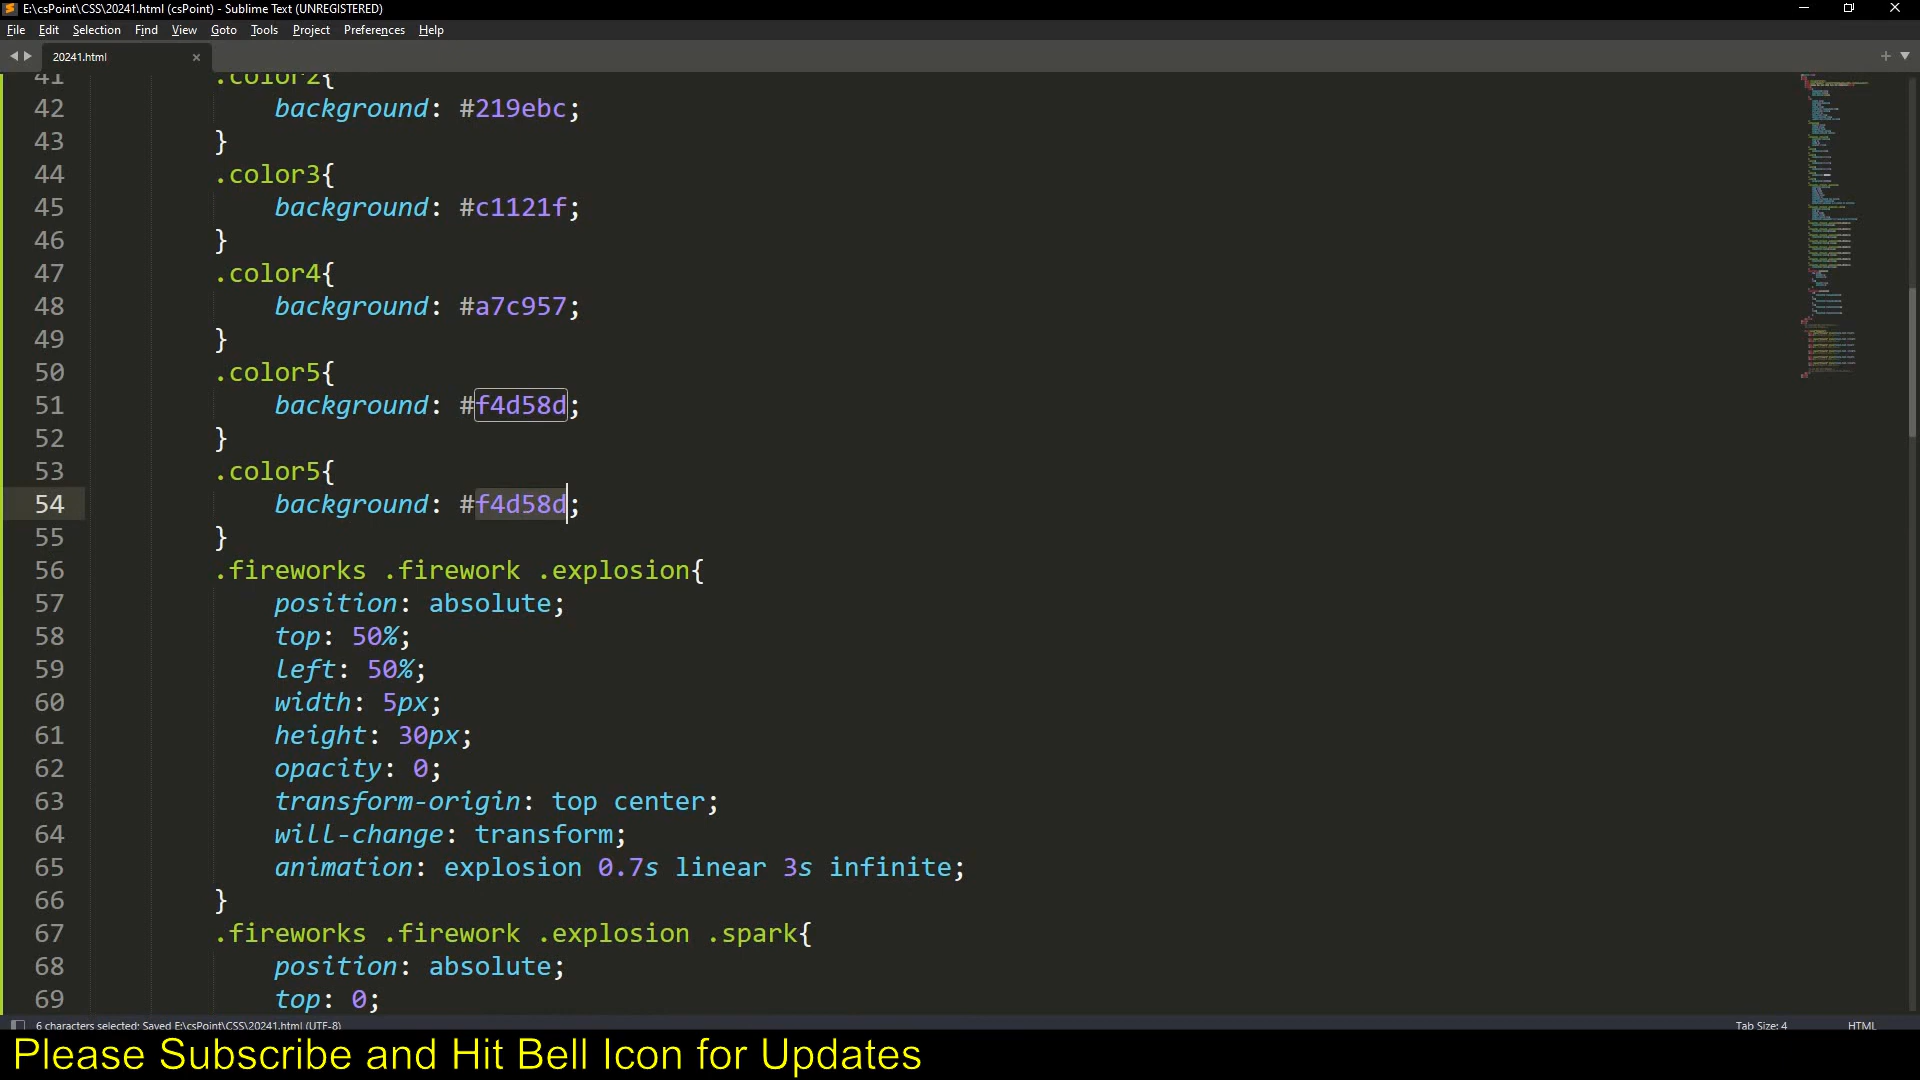 E:\csPoint\CSS\20241.html (csPoint) - Sublime Text (UNREGISTERED)
File Edit Selection Find View Goto Tools Project Preferences Help
20241.html
41 .color2{
42 background: #219ebc;
43 }
44 .color3{
45 background: #c1121f;
46 }
47 .color4{
48 background: #a7c957;
49 }
50 .color5{
51 background: #f4d58d;
52 }
53 .color5{
54 background: #f4d58d;
55 }
56 .fireworks .firework .explosion{
57 position: absolute;
58 top: 50%;
59 left: 50%;
60 width: 5px;
61 height: 30px;
62 opacity: 0;
63 transform-origin: top center;
64 will-change: transform;
65 animation: explosion 0.7s linear 3s infinite;
66 }
67 .fireworks .firework .explosion .spark{
68 position: absolute;
69 top: 0;
6 characters selected: Saved E:\csPoint\CSS\20241.html (UTF-8) Tab Size: 4 HTML
Please Subscribe and Hit Bell Icon for Updates